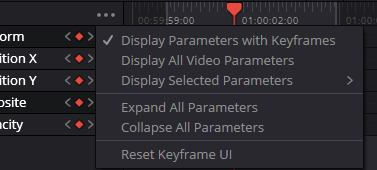 00:59:59:00
01:00:02:00
orm
Display Parameters with Keyframes
ition X
Display All Video Parameters
ition Y
Display Selected Parameters
osite
Expand All Parameters
acity
Collapse All Parameters
Reset Keyframe UI